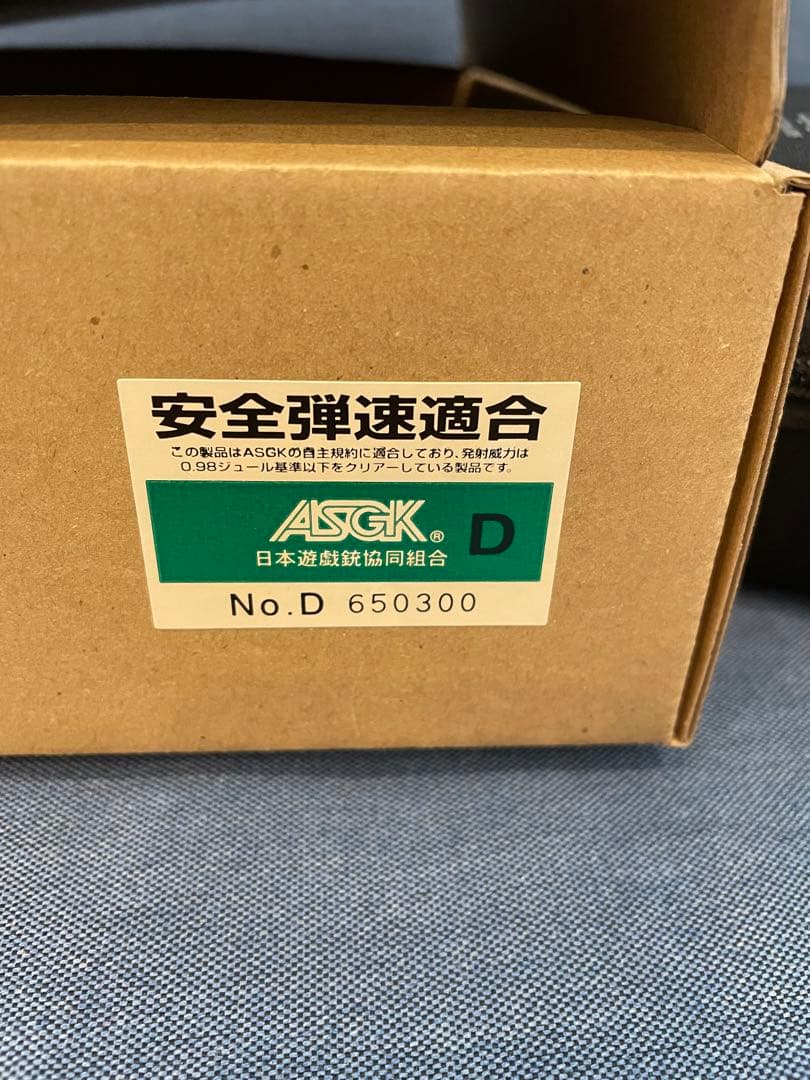 安全弾速適合
この製品はASGKの自主規約に適合しており、発射威力は
0.98ジュール基準以下をクリアーしている製品です。
ASGK® D
日本遊戯銃協同組合
No.D 650300